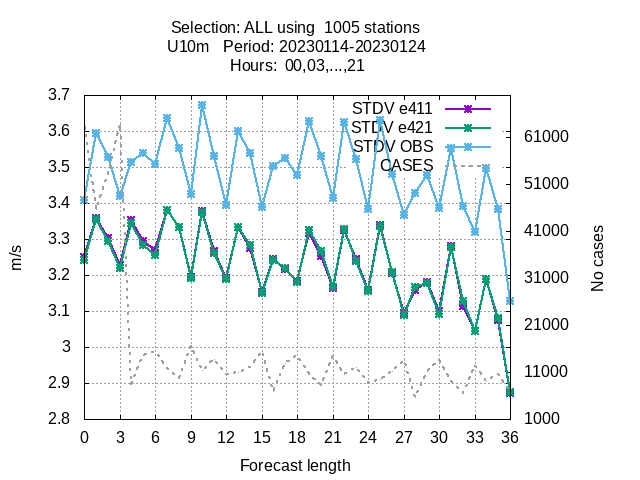 Selection: ALL using  1005 stations
U10m   Period: 20230114-20230124
Hours:  00,03,...,21
3.7
3.6
3.5
3.4
3.3
3.2
3.1
3
2.9
2.8
m/s
STDV e411
STDV e421
STDV OBS
CASES
61000
51000
41000
31000
21000
11000
1000
No cases
0 3 6 9 12 15 18 21 24 27 30 33 36
Forecast length